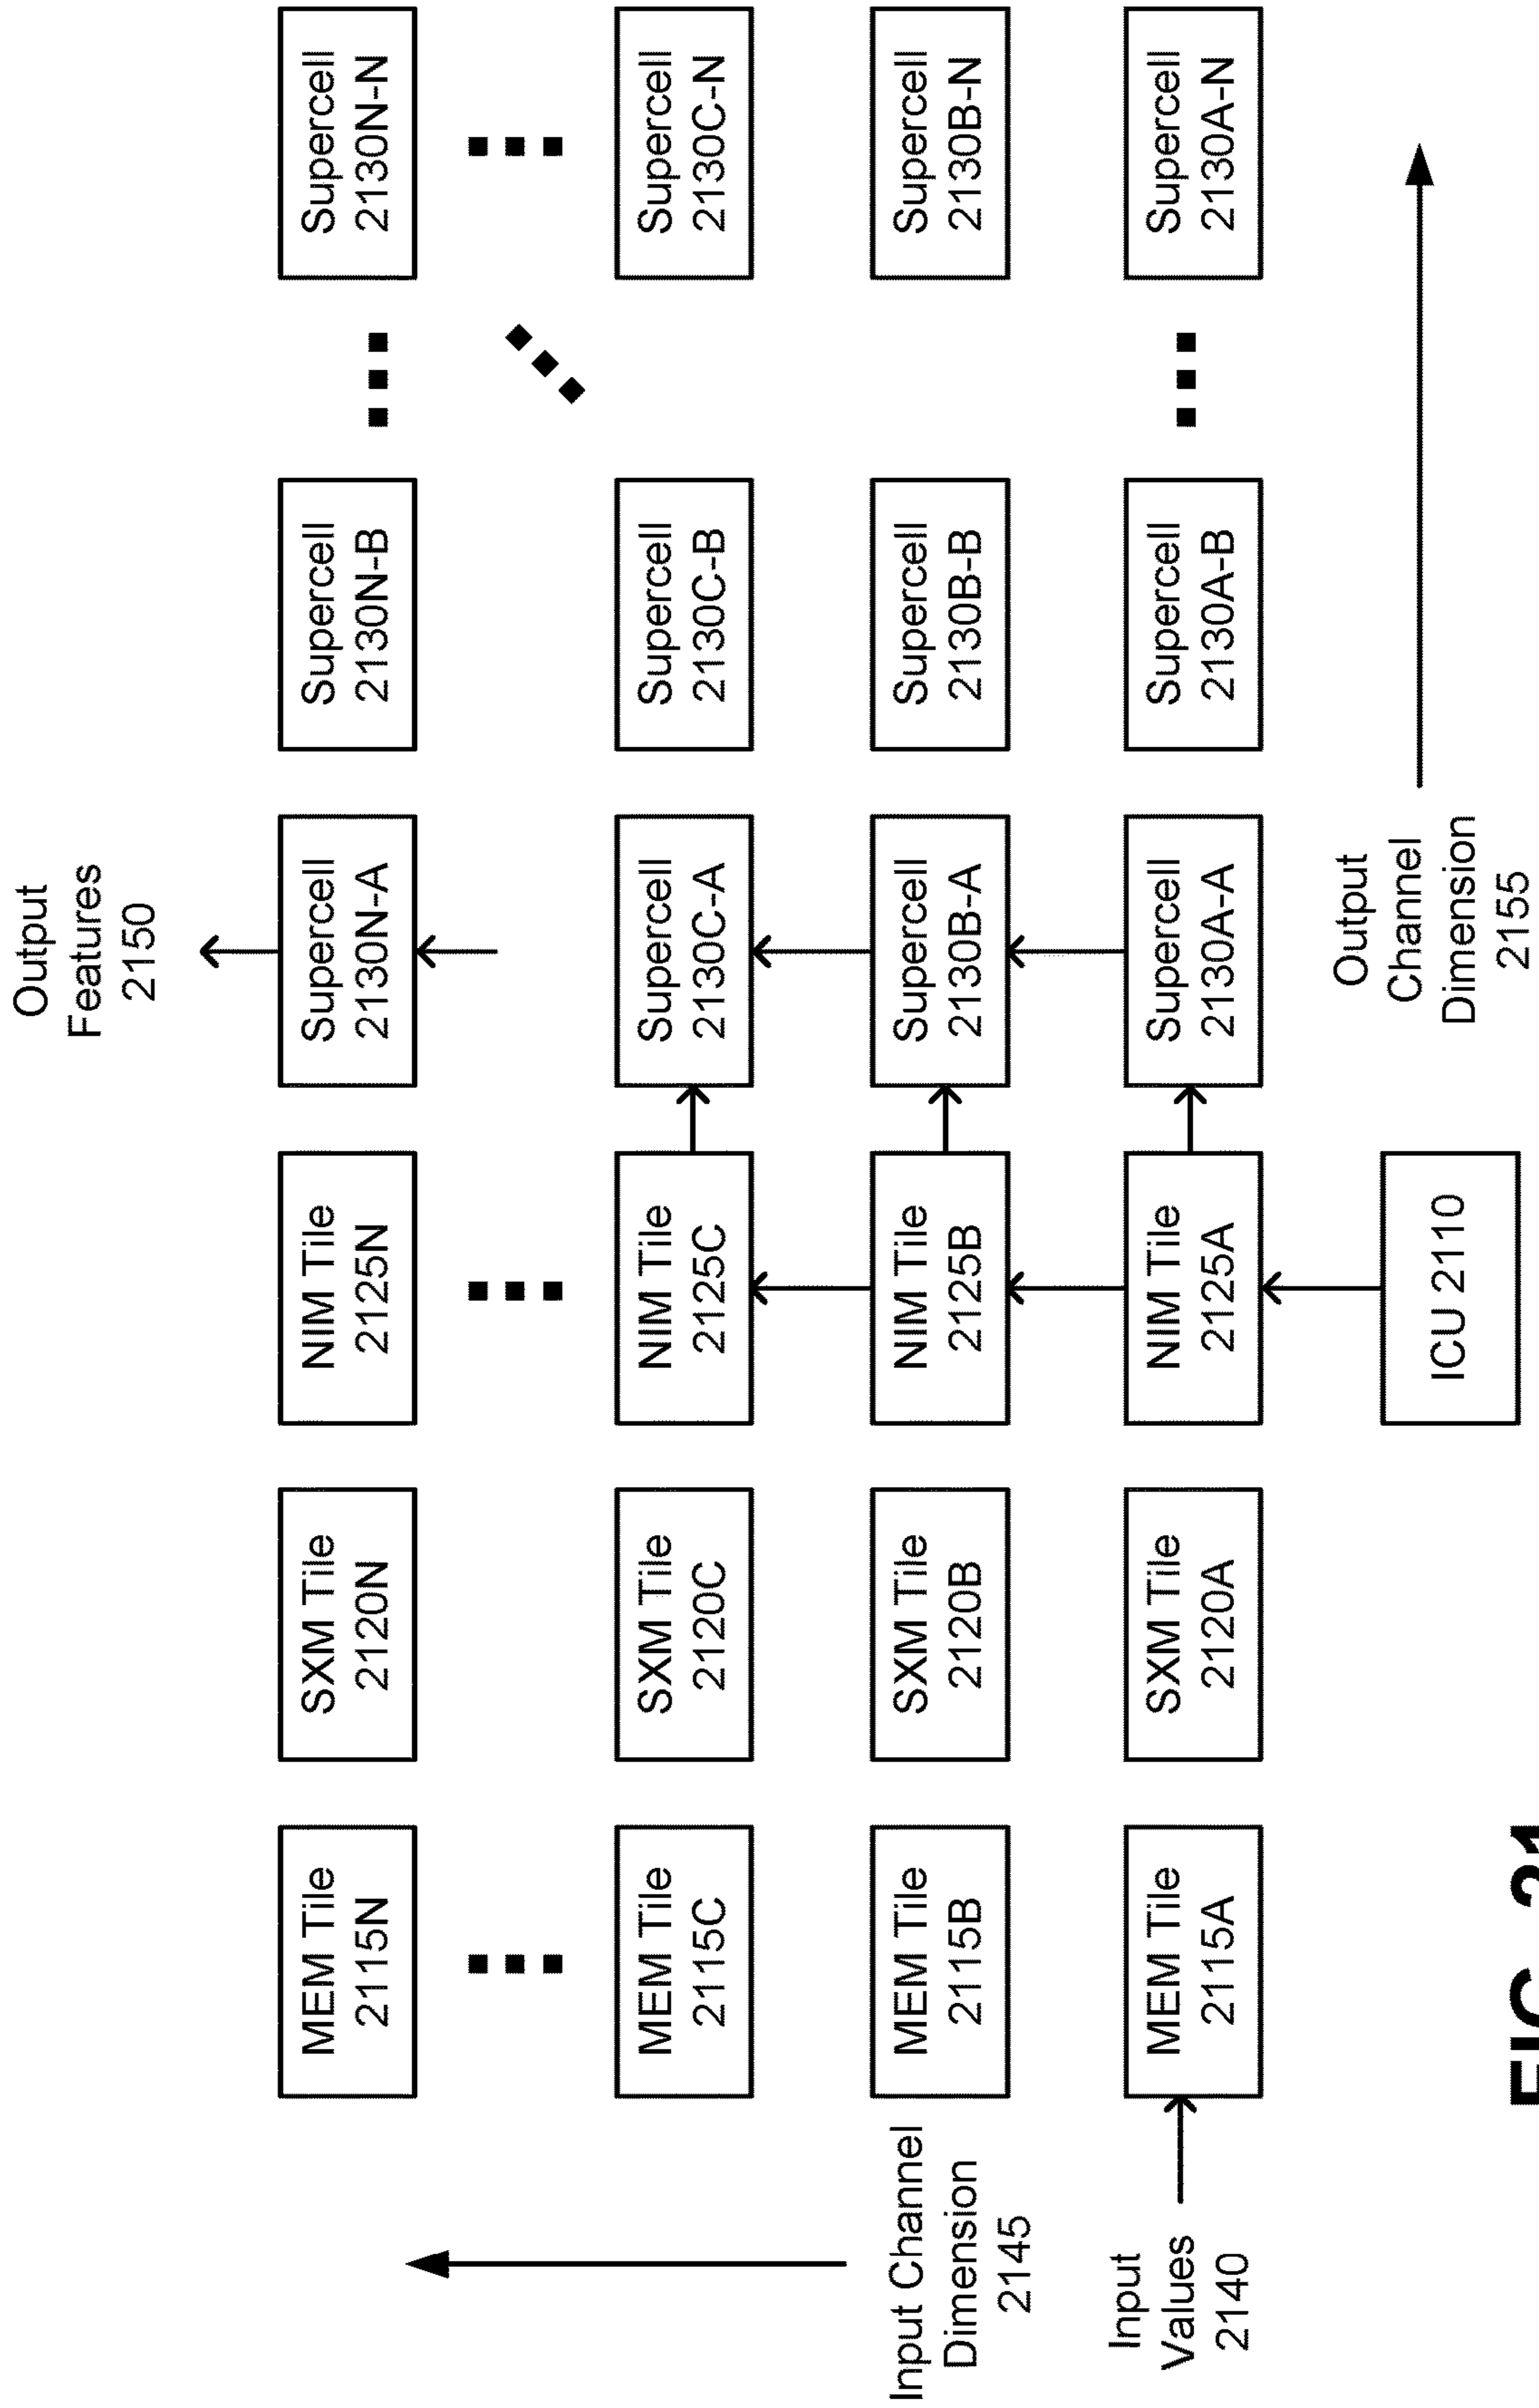 Output
Features
2150
MEM Tile
2115N
SXM Tile
2120N
NIM Tile
2125N
Supercell
2130N-A
Supercell
2130N-B
Supercell
2130N-N
MEM Tile
2115C
SXM Tile
2120C
NIM Tile
2125C
Supercell
2130C-A
Supercell
2130C-B
Supercell
2130C-N
Input Channel
Dimension
2145
MEM Tile
2115B
SXM Tile
2120B
NIM Tile
2125B
Supercell
2130B-A
Supercell
2130B-B
Supercell
2130B-N
Input
Values
2140
MEM Tile
2115A
SXM Tile
2120A
NIM Tile
2125A
Supercell
2130A-A
Supercell
2130A-B
Supercell
2130A-N
ICU 2110
Output
Channel
Dimension
2155
FIG. 21